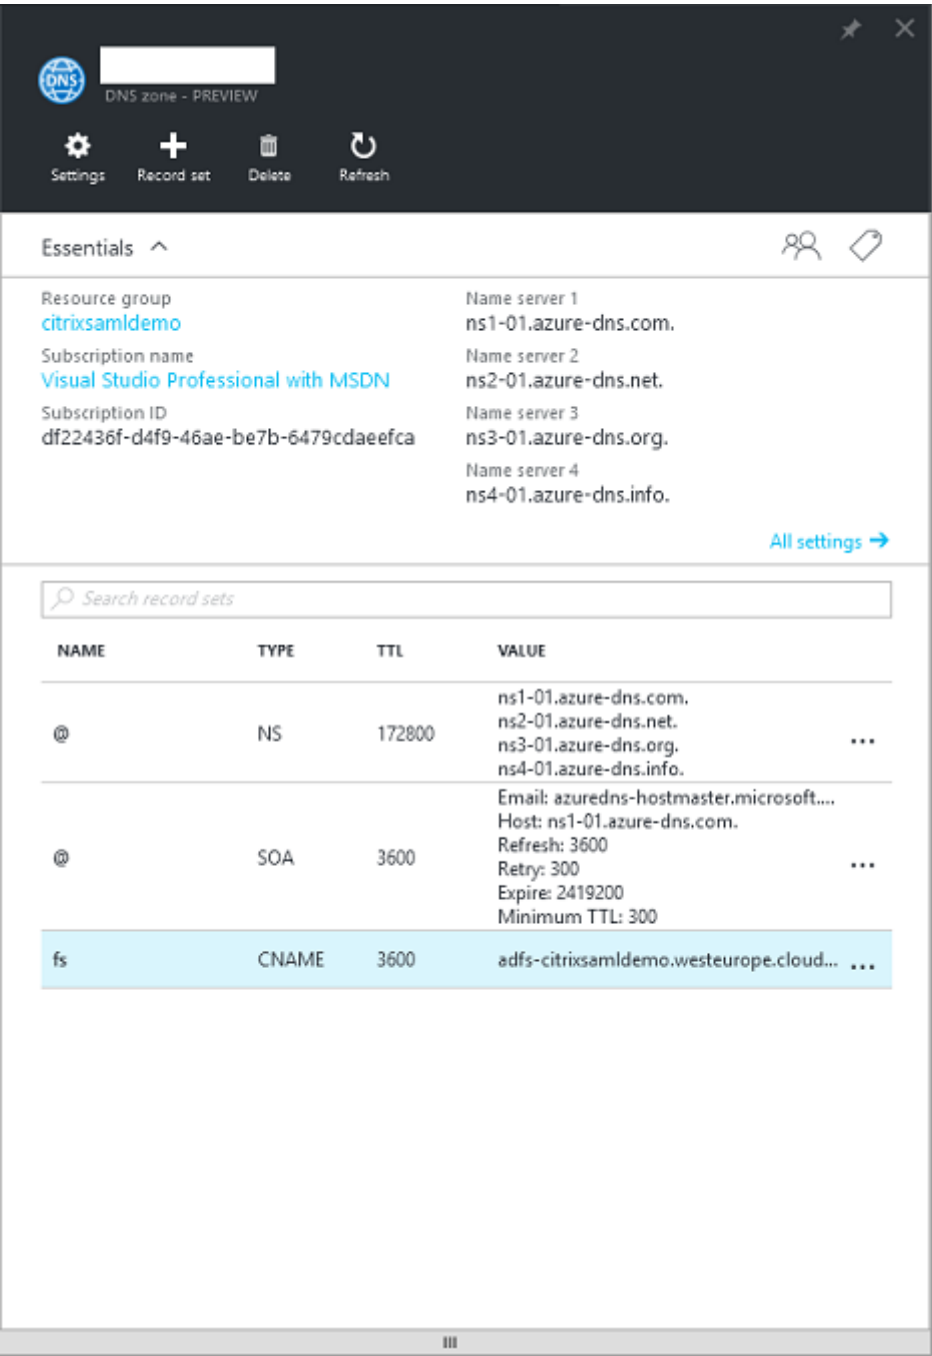 DNS
DNS zone - PREVIEW
Settings
Record set
Delete
Refresh
Essentials
Resource group
citrixsamldemo
Subscription name
Visual Studio Professional with MSDN
Subscription ID
df22436f-d4f9-46ae-be7b-6479cdaeefca
Name server 1
ns1-01.azure-dns.com.
Name server 2
ns2-01.azure-dns.net.
Name server 3
ns3-01.azure-dns.org.
Name server 4
ns4-01.azure-dns.info.
All settings
Search record sets
NAME TYPE TTL VALUE
@ NS 172800
ns1-01.azure-dns.com.
ns2-01.azure-dns.net.
ns3-01.azure-dns.org.
ns4-01.azure-dns.info.
...
@ SOA 3600
Email: azuredns-hostmaster.microsoft....
Host: ns1-01.azure-dns.com.
Refresh: 3600
Retry: 300
Expire: 2419200
Minimum TTL: 300
...
fs CNAME 3600 adfs-citrixsamldemo.westeurope.cloud... ...